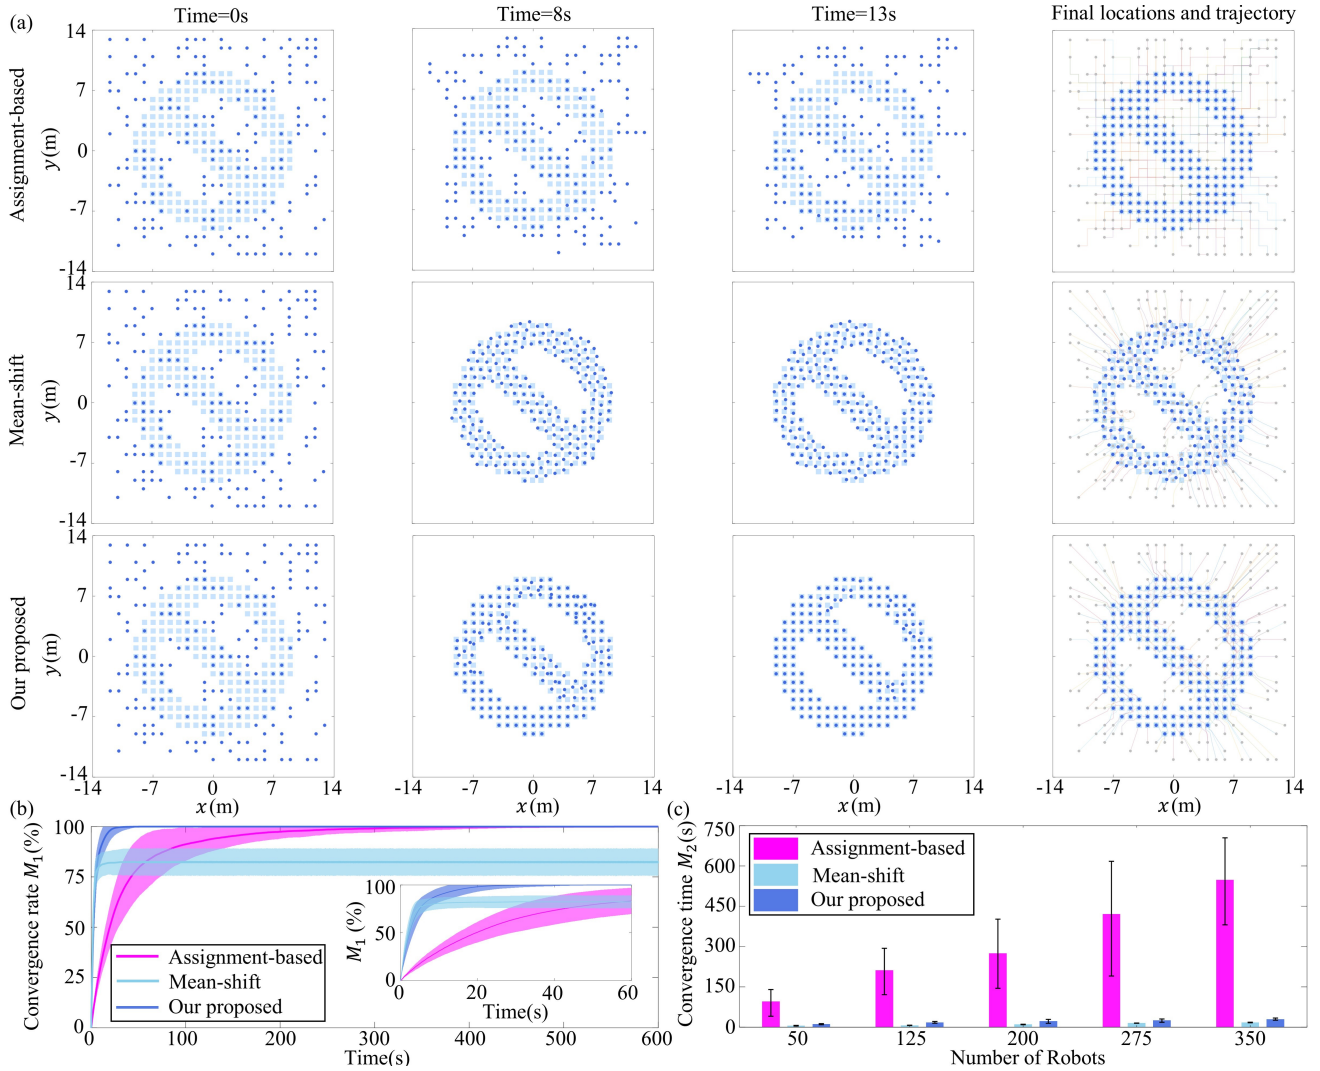 (a)
Time=0s
Time=8s
Time=13s
Final locations and trajectory
Assignment-based
y(m)
14
7
0
-7
-14
Mean-shift
y(m)
14
7
0
-7
-14
Our proposed
y(m)
14
7
0
-7
-14
-14 -7 0 7 14
x(m)
-14 -7 0 7 14
x(m)
-14 -7 0 7 14
x(m)
-14 -7 0 7 14
x(m)
(b)
Convergence rate M₁(%)
100
75
50
25
0
Assignment-based
Mean-shift
Our proposed
M₁ (%)
100
50
0
0 20 40 60
Time(s)
0 100 200 300 400 500 600
Time(s)
(c)
Convergence time M₂(s)
750
600
450
300
150
0
Assignment-based
Mean-shift
Our proposed
50 125 200 275 350
Number of Robots